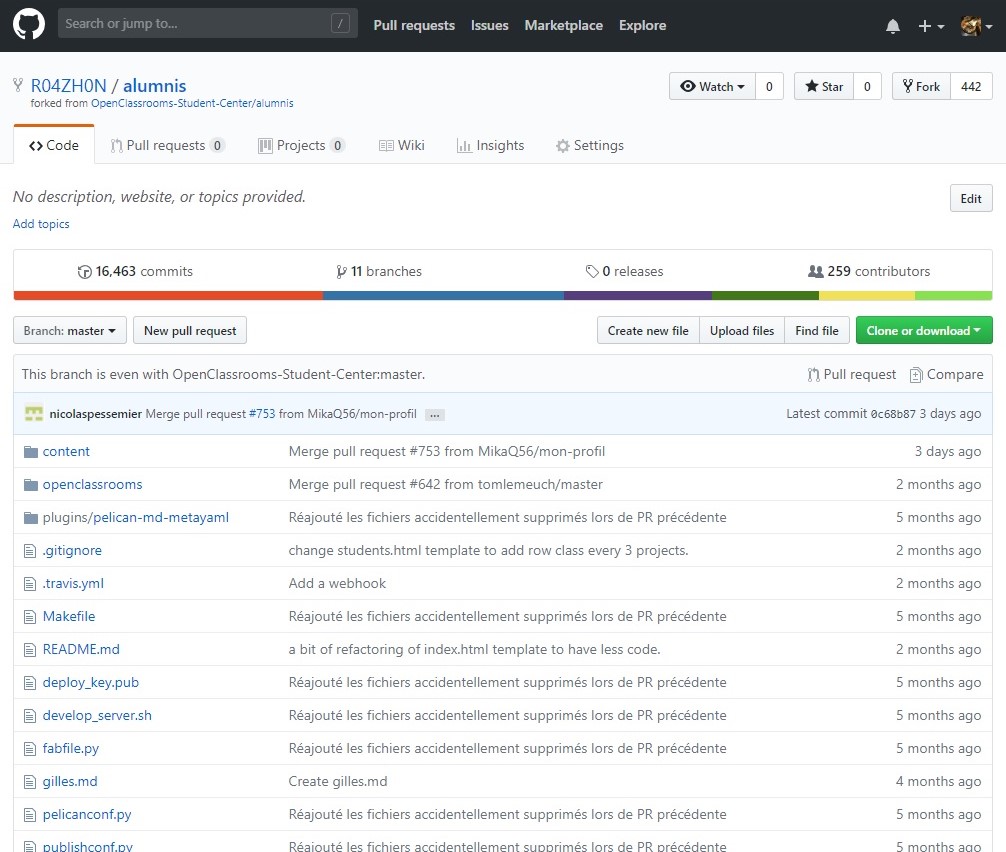 Search or jump to... / Pull requests Issues Marketplace Explore
R04ZH0N / alumnis Watch 0 Star 0 Fork 442
forked from OpenClassrooms-Student-Center/alumnis
Code Pull requests 0 Projects 0 Wiki Insights Settings
No description, website, or topics provided. Edit
Add topics
16,463 commits 11 branches 0 releases 259 contributors
Branch: master New pull request Create new file Upload files Find file Clone or download
This branch is even with OpenClassrooms-Student-Center:master. Pull request Compare
nicolaspessemier Merge pull request #753 from MikaQ56/mon-profil ... Latest commit 0c68b87 3 days ago
content Merge pull request #753 from MikaQ56/mon-profil 3 days ago
openclassrooms Merge pull request #642 from tomlemeuch/master 2 months ago
plugins/pelican-md-metayaml Réajouté les fichiers accidentellement supprimés lors de PR précédente 5 months ago
.gitignore change students.html template to add row class every 3 projects. 2 months ago
.travis.yml Add a webhook 2 months ago
Makefile Réajouté les fichiers accidentellement supprimés lors de PR précédente 5 months ago
README.md a bit of refactoring of index.html template to have less code. 2 months ago
deploy_key.pub Réajouté les fichiers accidentellement supprimés lors de PR précédente 5 months ago
develop_server.sh Réajouté les fichiers accidentellement supprimés lors de PR précédente 5 months ago
fabfile.py Réajouté les fichiers accidentellement supprimés lors de PR précédente 5 months ago
gilles.md Create gilles.md 4 months ago
pelicanconf.py Réajouté les fichiers accidentellement supprimés lors de PR précédente 5 months ago
publishconf.py Réajouté les fichiers accidentellement supprimés lors de PR précédente 5 months ago